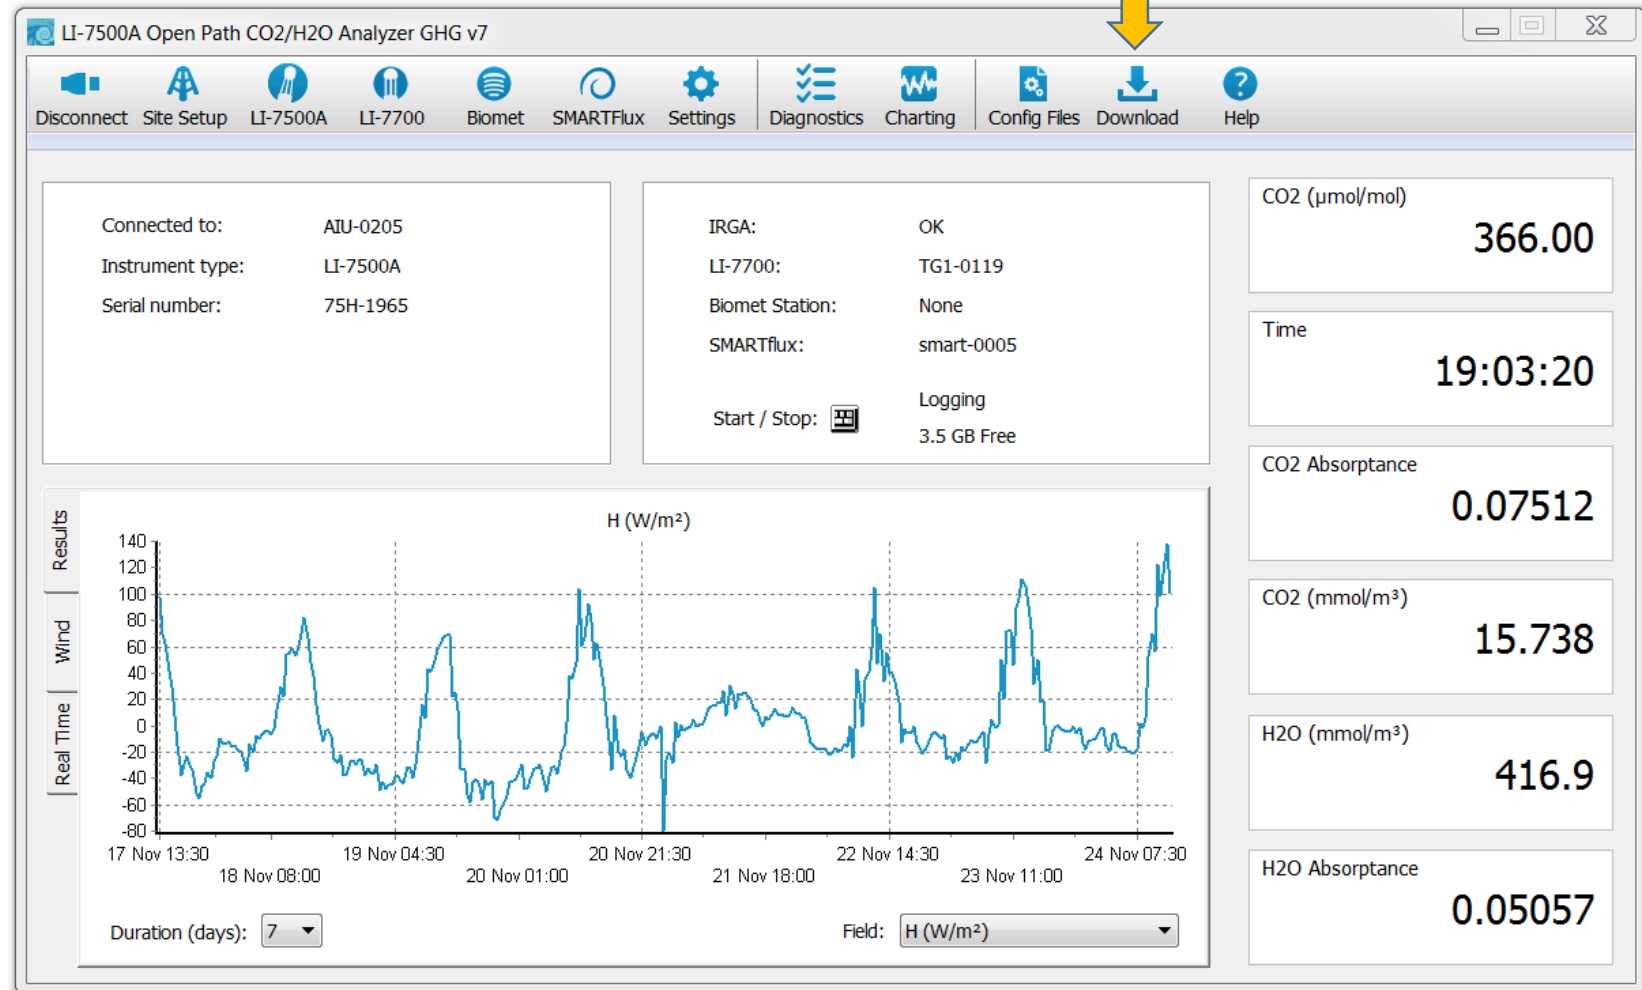 LI-7500A Open Path CO2/H2O Analyzer GHG v7
Disconnect Site Setup LI-7500A LI-7700 Biomet SMARTFlux Settings Diagnostics Charting Config Files Download Help
Connected to: AIU-0205
Instrument type: LI-7500A
Serial number: 75H-1965
IRGA: OK
LI-7700: TG1-0119
Biomet Station: None
SMARTflux: smart-0005
Logging
Start / Stop:
3.5 GB Free
CO2 (µmol/mol)
366.00
Time
19:03:20
CO2 Absorptance
0.07512
CO2 (mmol/m³)
15.738
H2O (mmol/m³)
416.9
H2O Absorptance
0.05057
Results
Wind
Real Time
H (W/m²)
140
120
100
80
60
40
20
0
-20
-40
-60
-80
17 Nov 13:30 19 Nov 04:30 20 Nov 21:30 22 Nov 14:30 24 Nov 07:30
18 Nov 08:00 20 Nov 01:00 21 Nov 18:00 23 Nov 11:00
Duration (days): 7 Field: H (W/m²)